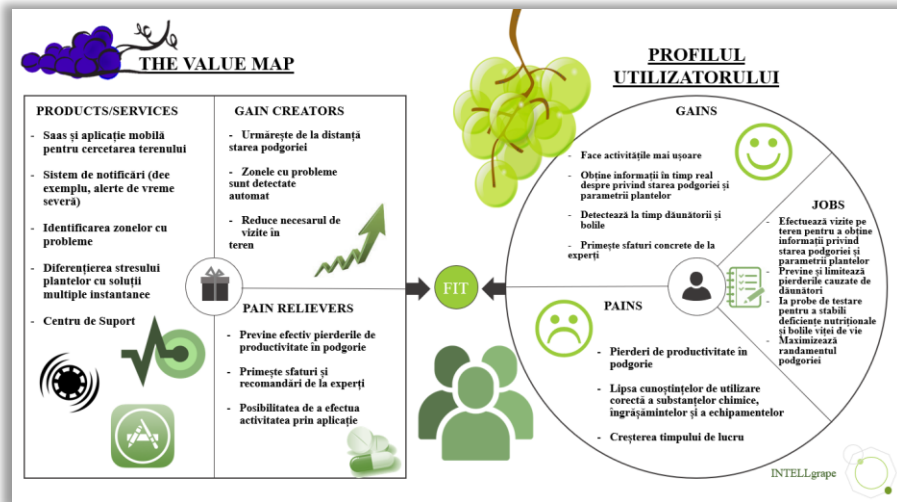 THE VALUE MAP
PRODUCTS/SERVICES
- Saas și aplicație mobilă
pentru cercetarea terenului
- Sistem de notificări (dee
exemplu, alerte de vreme
severă)
- Identificarea zonelor cu
probleme
- Diferențierea stresului
plantelor cu soluții
multiple instantanee
- Centru de Suport
GAIN CREATORS
- Urmărește de la distanță
starea podgoriei
- Zonele cu probleme
sunt detectate
automat
- Reduce necesarul de
vizite în
teren
PAIN RELIEVERS
- Previne efectiv pierderile de
productivitate în podgorie
- Primește sfaturi și
recomandări de la experți
- Posibilitatea de a efectua
activitatea prin aplicație
FIT
PROFILUL
UTILIZATORULUI
GAINS
- Face activitățile mai ușoare
- Obține informații în timp real
despre privind starea podgoriei și
parametrii plantelor
- Detectează la timp dăunătorii și
bolile
- Primește sfaturi concrete de la
experți
JOBS
- Efectuează vizite pe
teren pentru a obține
informații privind
starea podgoriei și
parametrii plantelor
- Previne și limitează
pierderile cauzate de
dăunători
- Ia probe de testare
pentru a stabili
deficiențe nutriționale
și bolile viței de vie
- Maximizează
randamentul
podgoriei
PAINS
- Pierderi de productivitate în
podgorie
- Lipsa cunoștințelor de utilizare
corectă a substanțelor chimice,
îngrășămintelor și a echipamentelor
- Creșterea timpului de lucru
INTELLgrape